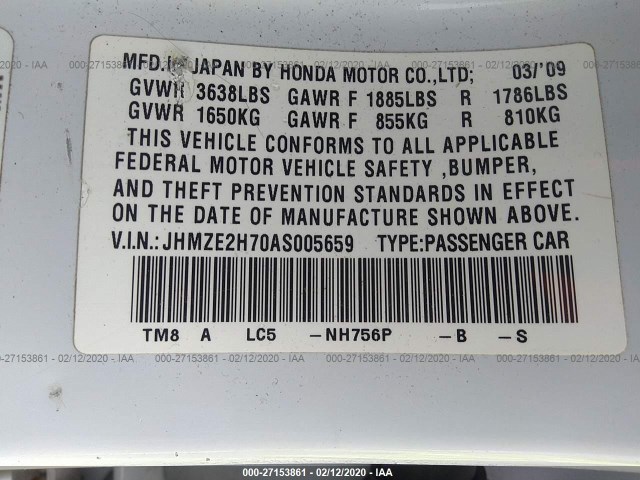 MFD. JAPAN BY HONDA MOTOR CO.,LTD; 03/'09
GVWR 3638LBS GAWR F 1885LBS R 1786LBS
GVWR 1650KG GAWR F 855KG R 810KG
THIS VEHICLE CONFORMS TO ALL APPLICABLE
FEDERAL MOTOR VEHICLE SAFETY ,BUMPER,
AND THEFT PREVENTION STANDARDS IN EFFECT
ON THE DATE OF MANUFACTURE SHOWN ABOVE.
V.I.N.:JHMZE2H70AS005659 TYPE:PASSENGER CAR
TM8 A LC5 -NH756P -B -S
000-27153861 - 02/12/2020 - IAA